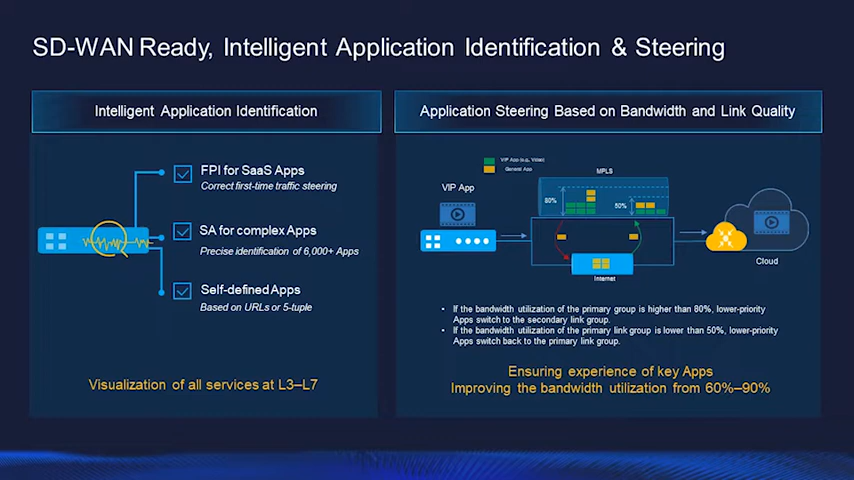 SD-WAN Ready, Intelligent Application Identification & Steering
Intelligent Application Identification
FPI for SaaS Apps
Correct first-time traffic steering
SA for complex Apps
Precise identification of 6,000+ Apps
Self-defined Apps
Based on URLs or 5-tuple
Visualization of all services at L3–L7
Application Steering Based on Bandwidth and Link Quality
VIP App (e.g., Video)
General App
MPLS
VIP App
80%
50%
Internet
Cloud
• If the bandwidth utilization of the primary group is higher than 80%, lower-priority
Apps switch to the secondary link group.
• If the bandwidth utilization of the primary link group is lower than 50%, lower-priority
Apps switch back to the primary link group.
Ensuring experience of key Apps
Improving the bandwidth utilization from 60%–90%